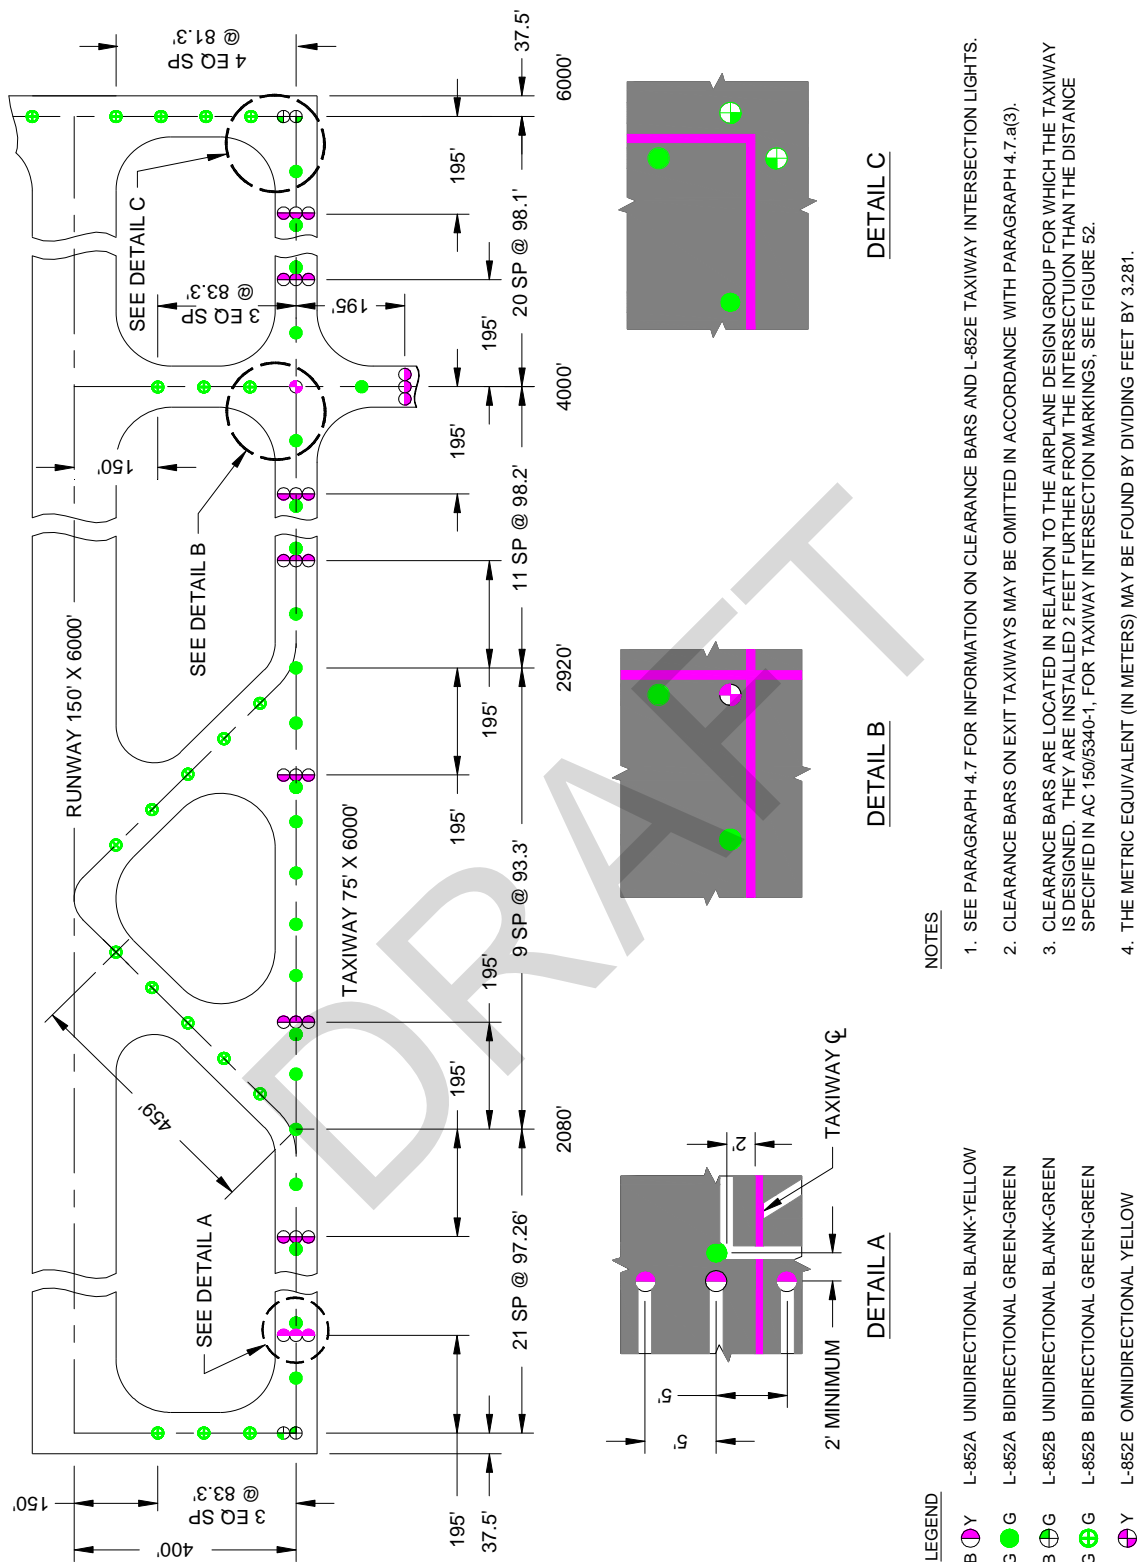 RUNWAY 150' X 6000'
TAXIWAY 75' X 6000'
SEE DETAIL A
SEE DETAIL B
SEE DETAIL C
150'
3 EQ SP
@ 83.3'
400'
459'
150'
3 EQ SP
@ 83.3'
195'
4 EQ SP
@ 81.3'
195'
195'
195'
195'
195'
195'
195'
37.5'
21 SP @ 97.26'
9 SP @ 93.3'
11 SP @ 98.2'
20 SP @ 98.1'
37.5'
2080'
2920'
4000'
6000'
5'
5'
2' MINIMUM
2'
TAXIWAY ℄
DETAIL A
DETAIL B
DETAIL C
DRAFT
LEGEND
B Y L-852A UNIDIRECTIONAL BLANK-YELLOW
G G L-852A BIDIRECTIONAL GREEN-GREEN
B G L-852B UNIDIRECTIONAL BLANK-GREEN
G G L-852B BIDIRECTIONAL GREEN-GREEN
Y L-852E OMNIDIRECTIONAL YELLOW
NOTES
1. SEE PARAGRAPH 4.7 FOR INFORMATION ON CLEARANCE BARS AND L-852E TAXIWAY INTERSECTION LIGHTS.
2. CLEARANCE BARS ON EXIT TAXIWAYS MAY BE OMITTED IN ACCORDANCE WITH PARAGRAPH 4.7.a(3).
3. CLEARANCE BARS ARE LOCATED IN RELATION TO THE AIRPLANE DESIGN GROUP FOR WHICH THE TAXIWAY
IS DESIGNED. THEY ARE INSTALLED 2 FEET FURTHER FROM THE INTERSECTUION THAN THE DISTANCE
SPECIFIED IN AC 150/5340-1, FOR TAXIWAY INTERSECTION MARKINGS, SEE FIGURE 52.
4. THE METRIC EQUIVALENT (IN METERS) MAY BE FOUND BY DIVIDING FEET BY 3.281.